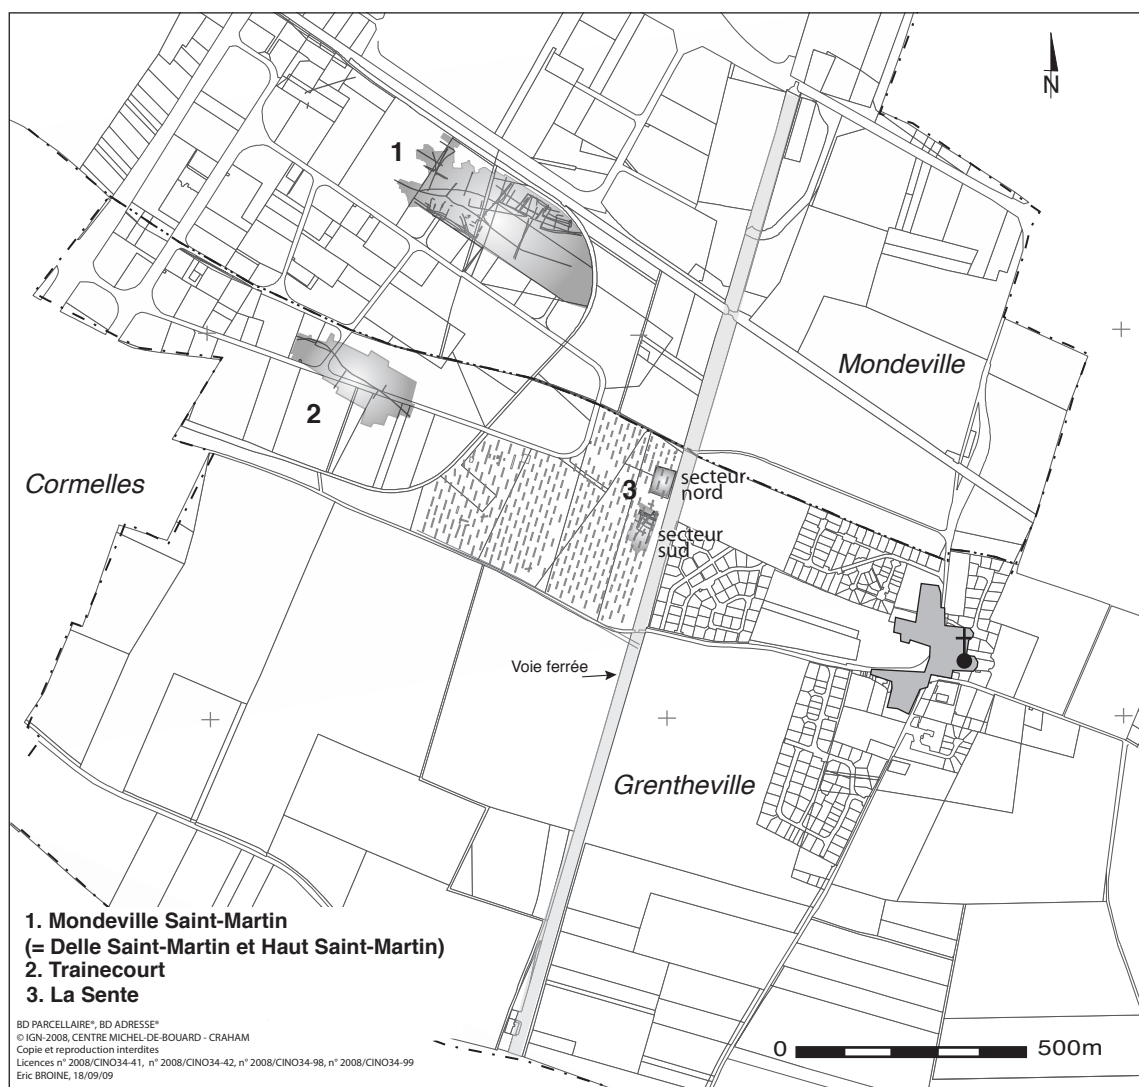 N
1
Mondeville
2
Cormelles
3
secteur
nord
secteur
sud
Voie ferrée
Grentheville
1. Mondeville Saint-Martin
(= Delle Saint-Martin et Haut Saint-Martin)
2. Trainecourt
3. La Sente
BD PARCELLAIRE®, BD ADRESSE®
© IGN-2008, CENTRE MICHEL-DE-BOUARD - CRAHAM
Copie et reproduction interdites
Licences n° 2008/CINO34-41, n° 2008/CINO34-42, n° 2008/CINO34-98, n° 2008/CINO34-99
Eric BROINE, 18/09/09
0 500m